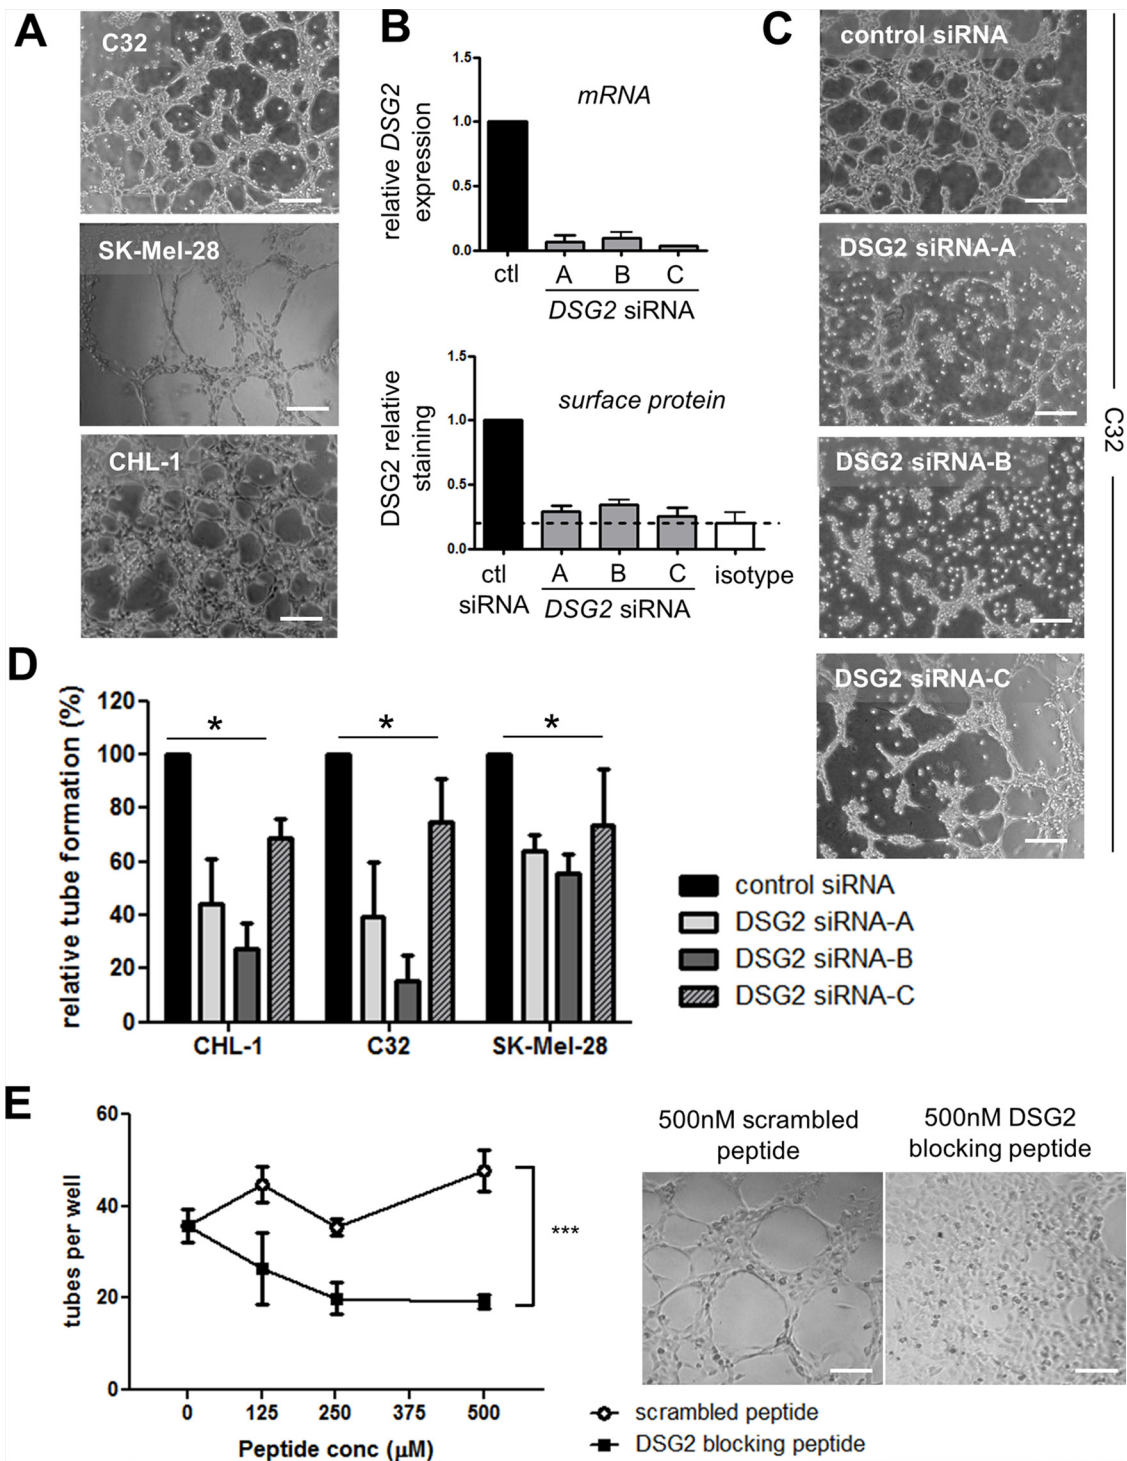 A
C32
SK-Mel-28
CHL-1
B
1.5
1.0
0.5
0.0
relative DSG2
expression
mRNA
ctl
A B C
DSG2 siRNA
1.5
1.0
0.5
0.0
DSG2 relative
staining
surface protein
ctl
siRNA
A B C
DSG2 siRNA
isotype
C
control siRNA
DSG2 siRNA-A
DSG2 siRNA-B
DSG2 siRNA-C
C32
D
relative tube formation (%)
120
100
80
60
40
20
0
* * *
CHL-1 C32 SK-Mel-28
control siRNA
DSG2 siRNA-A
DSG2 siRNA-B
DSG2 siRNA-C
E
tubes per well
60
40
20
0
***
0 125 250 375 500
Peptide conc (µM)
scrambled peptide
DSG2 blocking peptide
500nM scrambled
peptide
500nM DSG2
blocking peptide